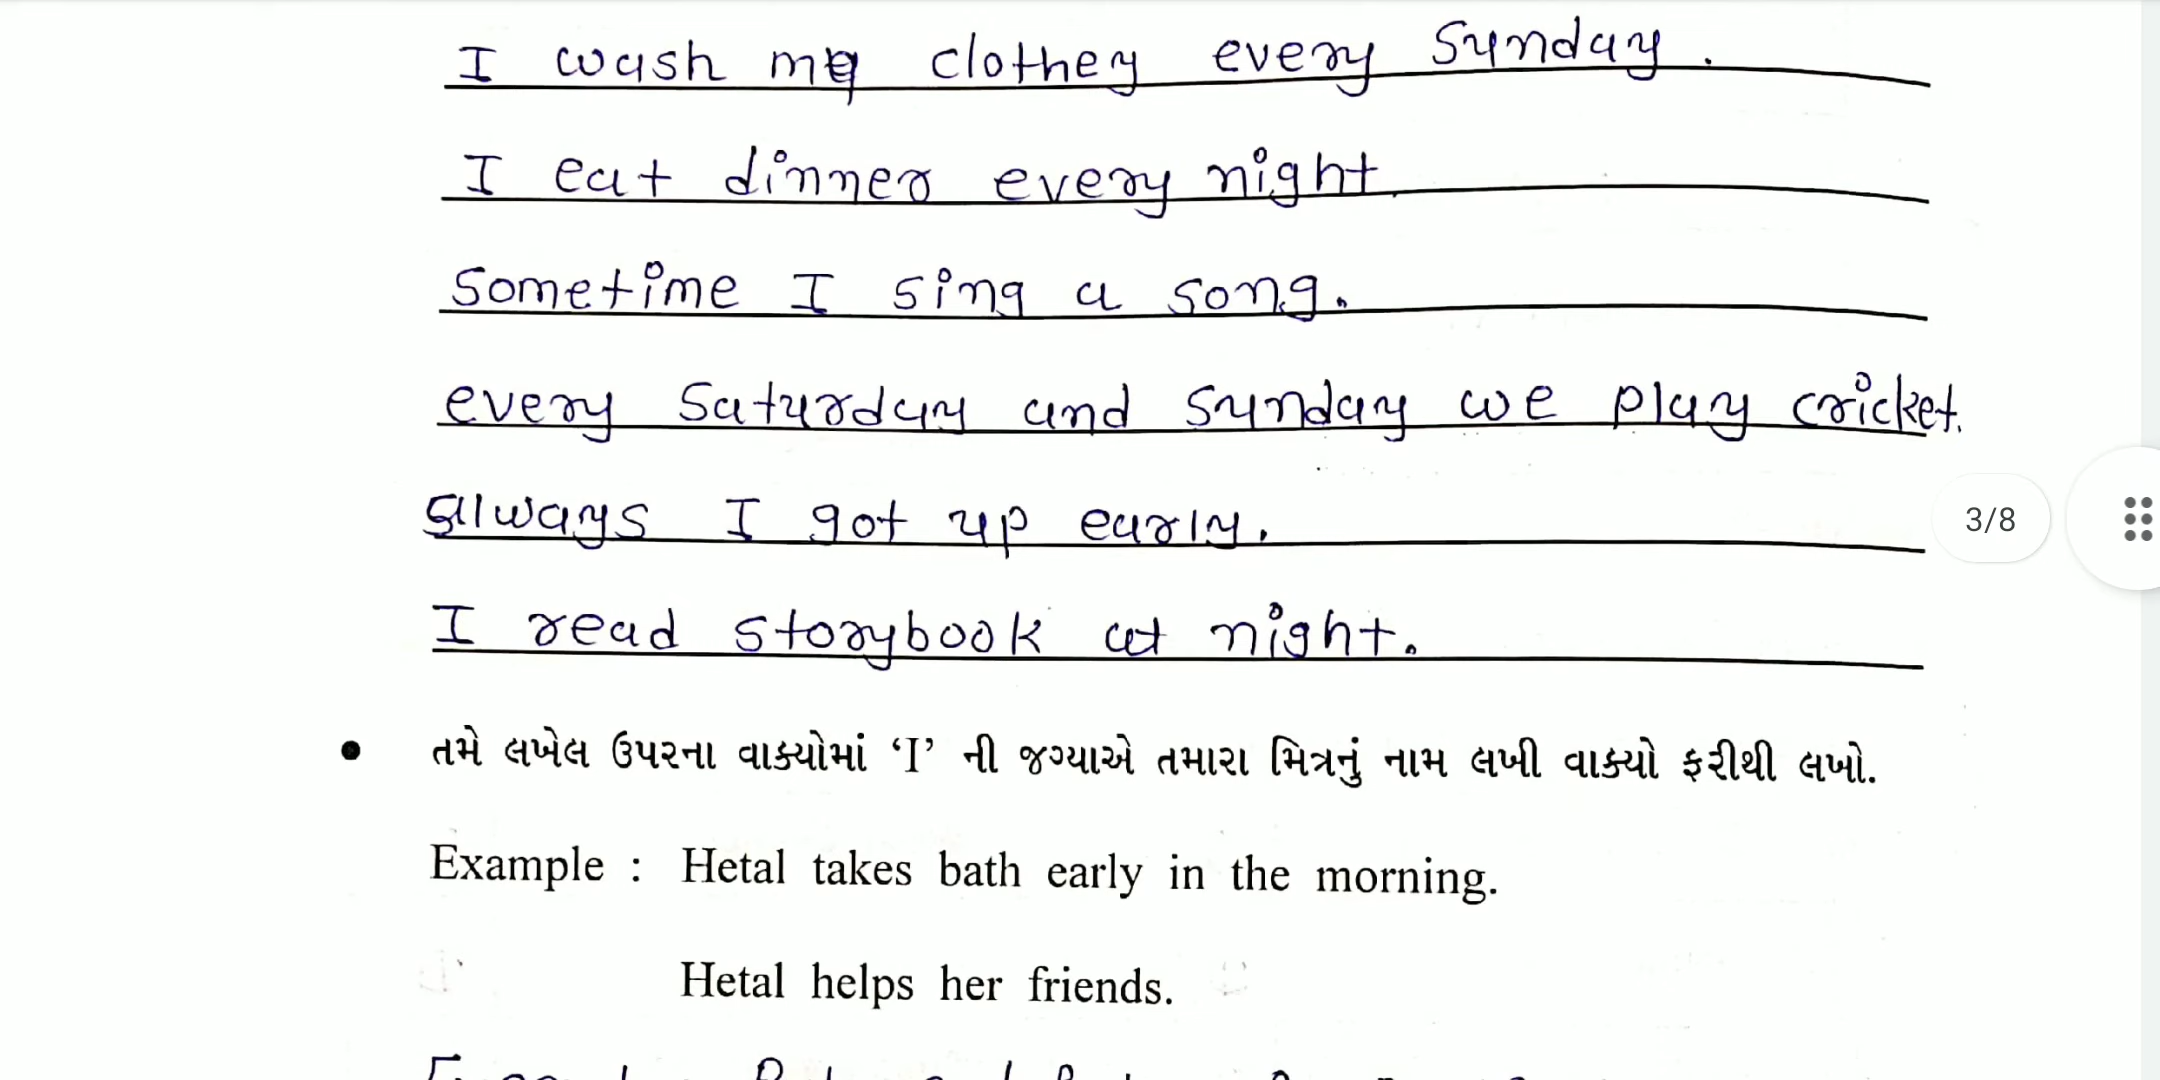 I wash my clothey every Sunday.
I eat dinner every night.
Sometime I sing a song.
every Saturday and Sunday we play cricket.
Always I got up early.
I read storybook at night.
3/8
• તમે લખેલ ઉપરના વાક્યોમાં ‘I’ ની જગ્યાએ તમારા મિત્રનું નામ લખી વાક્યો ફરીથી લખો.
Example : Hetal takes bath early in the morning.
Hetal helps her friends.